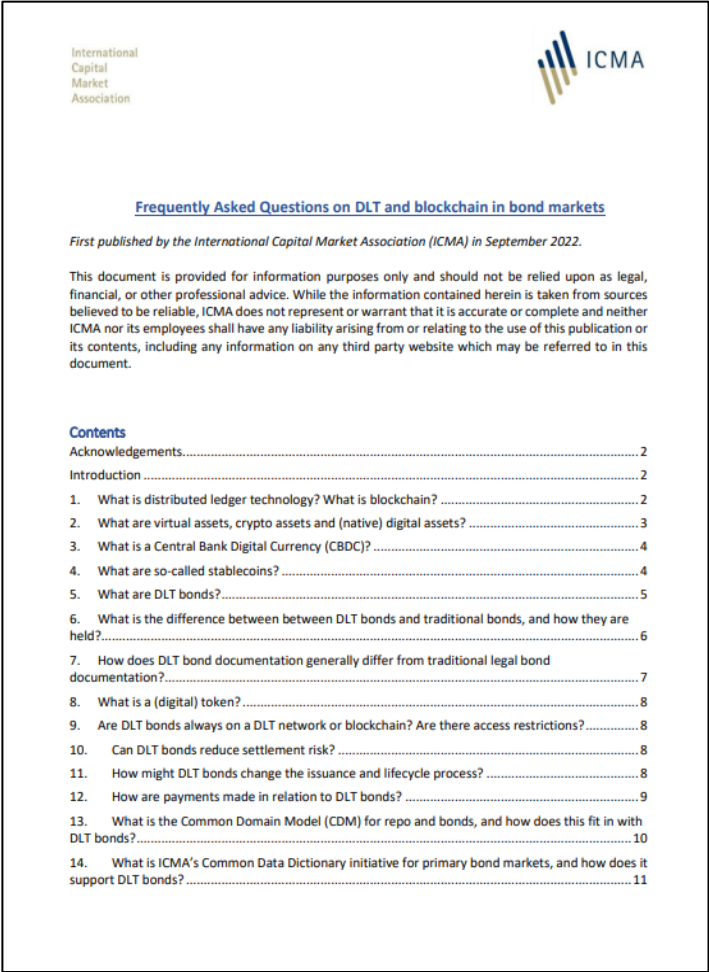 International
Capital
Market
Association
ICMA
Frequently Asked Questions on DLT and blockchain in bond markets
First published by the International Capital Market Association (ICMA) in September 2022.
This document is provided for information purposes only and should not be relied upon as legal,
financial, or other professional advice. While the information contained herein is taken from sources
believed to be reliable, ICMA does not represent or warrant that it is accurate or complete and neither
ICMA nor its employees shall have any liability arising from or relating to the use of this publication or
its contents, including any information on any third party website which may be referred to in this
document.
Contents
Acknowledgements....................2
Introduction....................2
1. What is distributed ledger technology? What is blockchain?....................2
2. What are virtual assets, crypto assets and (native) digital assets?....................3
3. What is a Central Bank Digital Currency (CBDC)?....................4
4. What are so-called stablecoins?....................4
5. What are DLT bonds?....................5
6. What is the difference between between DLT bonds and traditional bonds, and how they are
held?....................6
7. How does DLT bond documentation generally differ from traditional legal bond
documentation?....................7
8. What is a (digital) token?....................8
9. Are DLT bonds always on a DLT network or blockchain? Are there access restrictions?....................8
10. Can DLT bonds reduce settlement risk?....................8
11. How might DLT bonds change the issuance and lifecycle process?....................8
12. How are payments made in relation to DLT bonds?....................9
13. What is the Common Domain Model (CDM) for repo and bonds, and how does this fit in with
DLT bonds?....................10
14. What is ICMA's Common Data Dictionary initiative for primary bond markets, and how does it
support DLT bonds?....................11